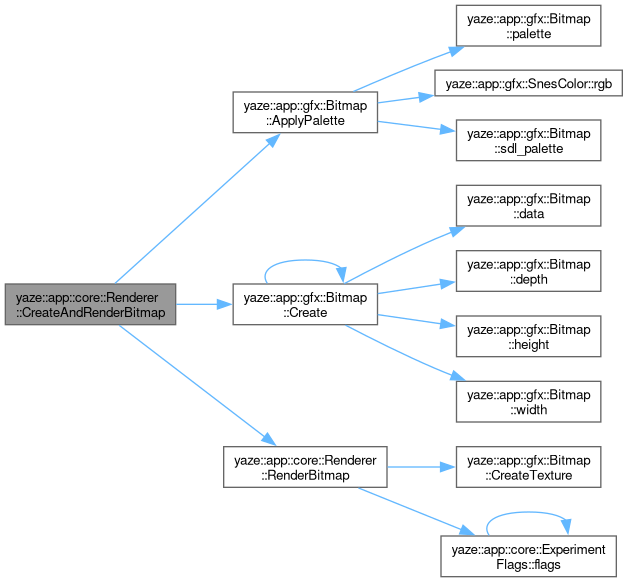 yaze::app::gfx::Bitmap
::palette
yaze::app::gfx::SnesColor::rgb
yaze::app::gfx::Bitmap
::ApplyPalette
yaze::app::gfx::Bitmap
::sdl_palette
yaze::app::gfx::Bitmap
::data
yaze::app::gfx::Bitmap
::depth
yaze::app::core::Renderer
::CreateAndRenderBitmap
yaze::app::gfx::Bitmap
::Create
yaze::app::gfx::Bitmap
::height
yaze::app::gfx::Bitmap
::width
yaze::app::core::Renderer
::RenderBitmap
yaze::app::gfx::Bitmap
::CreateTexture
yaze::app::core::Experiment
Flags::flags